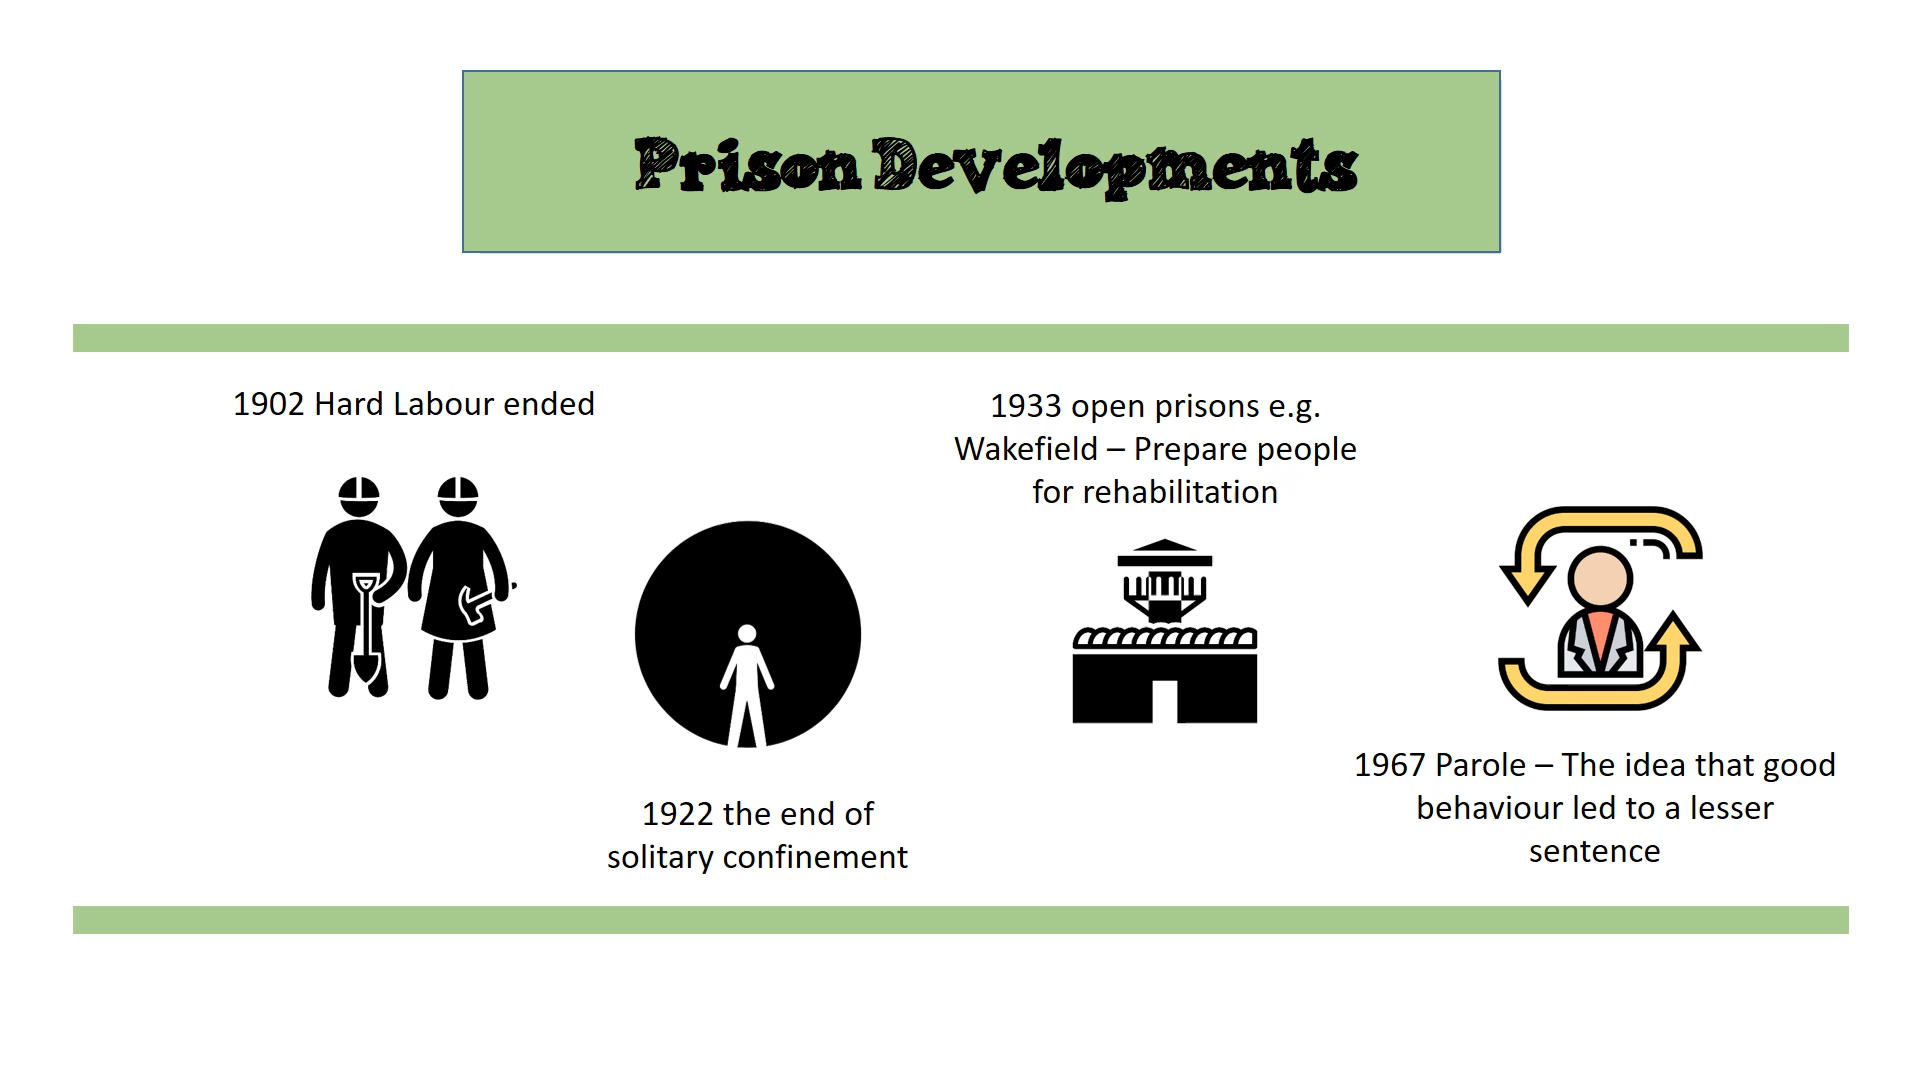 Prison Developments
1902 Hard Labour ended
1922 the end of
solitary confinement
1933 open prisons e.g.
Wakefield – Prepare people
for rehabilitation
1967 Parole – The idea that good
behaviour led to a lesser
sentence